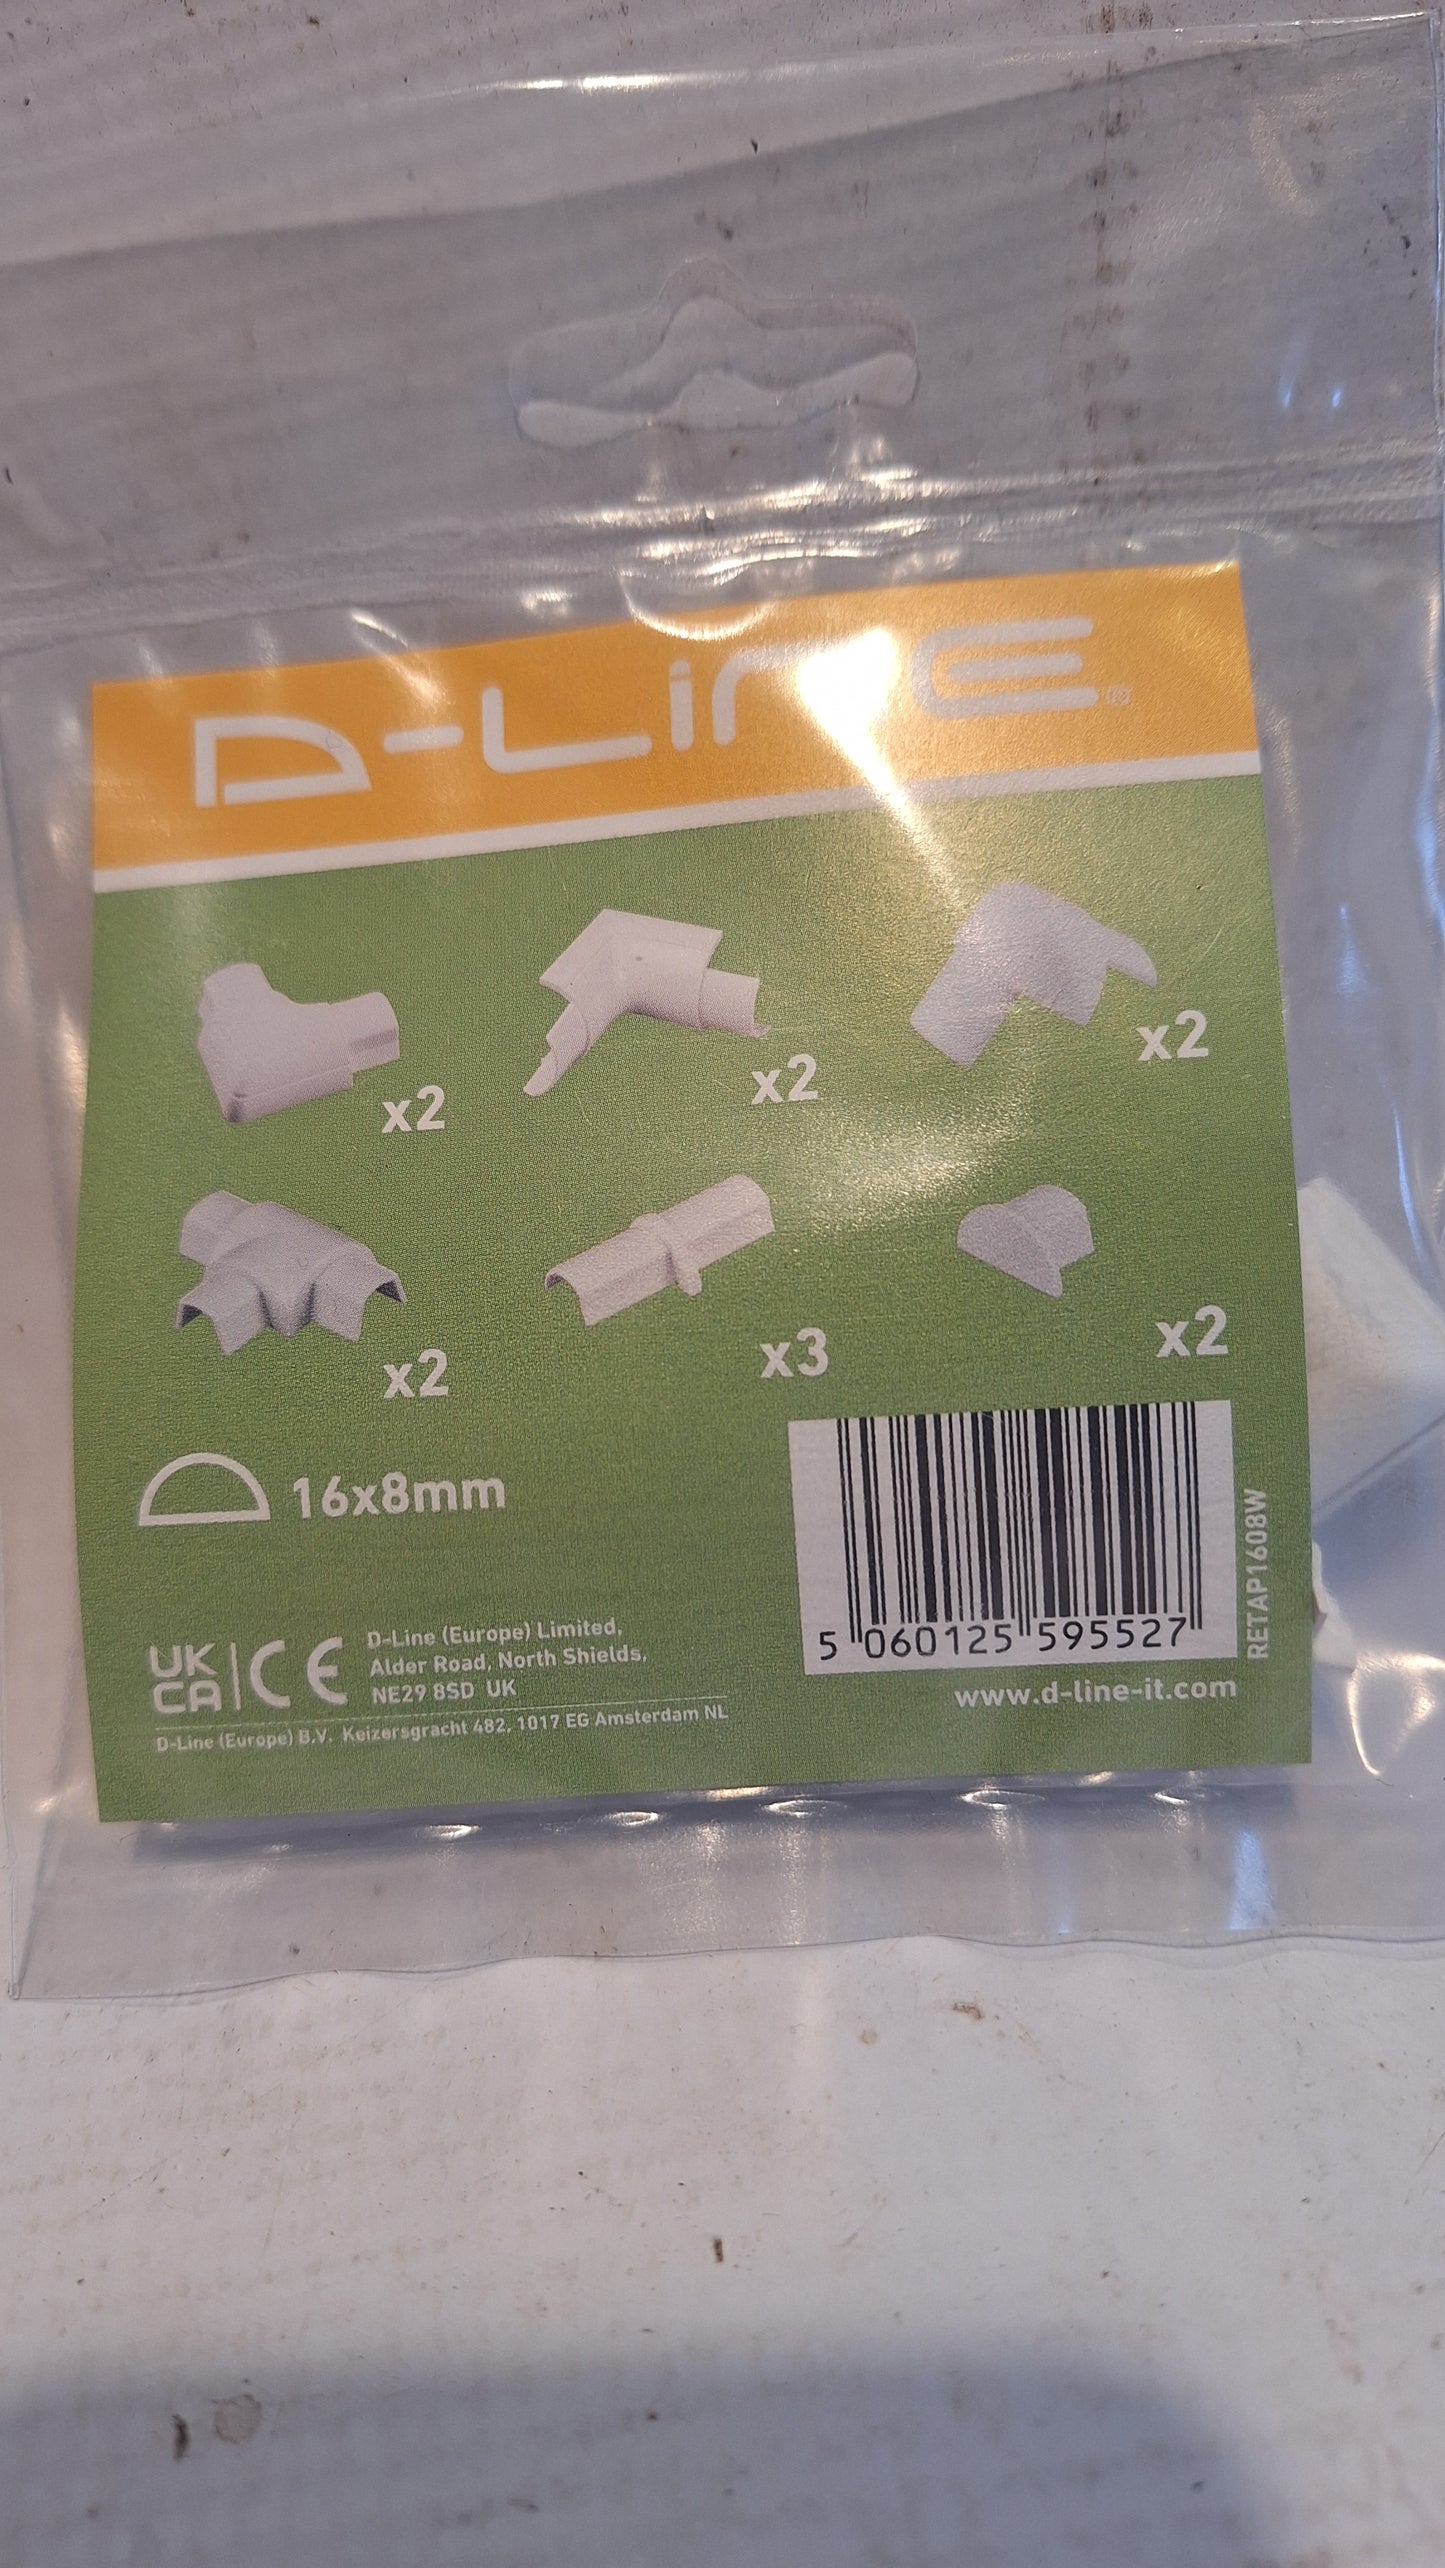 D-Line®
x2
x2
x2
x2
x3
x2
16x8mm
5 060125 595527
RETAP1608W
www.d-line-it.com
UK
CA
CE
D-Line (Europe) Limited,
Alder Road, North Shields,
NE29 8SD UK
D-Line (Europe) B.V. Keizersgracht 482, 1017 EG Amsterdam NL